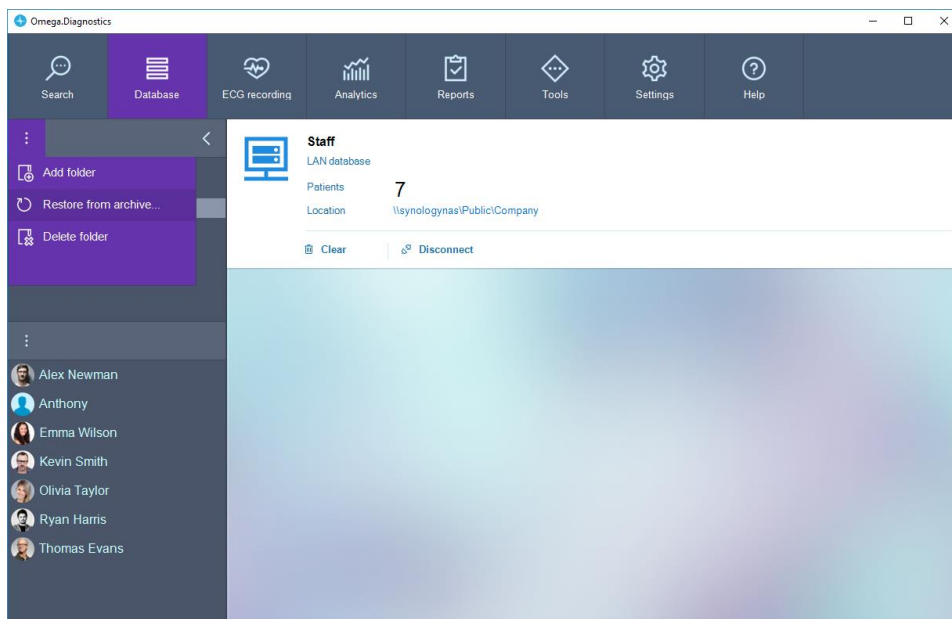 Omega.Diagnostics
Search Database ECG recording Analytics Reports Tools Settings Help
Add folder
Restore from archive...
Delete folder
Staff
LAN database
Patients 7
Location \\synologynas\Public\Company
Clear Disconnect
Alex Newman
Anthony
Emma Wilson
Kevin Smith
Olivia Taylor
Ryan Harris
Thomas Evans